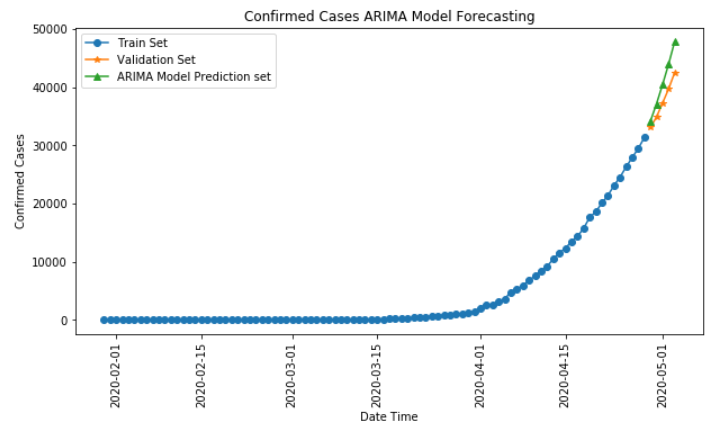 Confirmed Cases ARIMA Model Forecasting
50000
40000
30000
20000
10000
0
Confirmed Cases
Train Set
Validation Set
ARIMA Model Prediction set
2020-02-01
2020-02-15
2020-03-01
2020-03-15
2020-04-01
2020-04-15
2020-05-01
Date Time